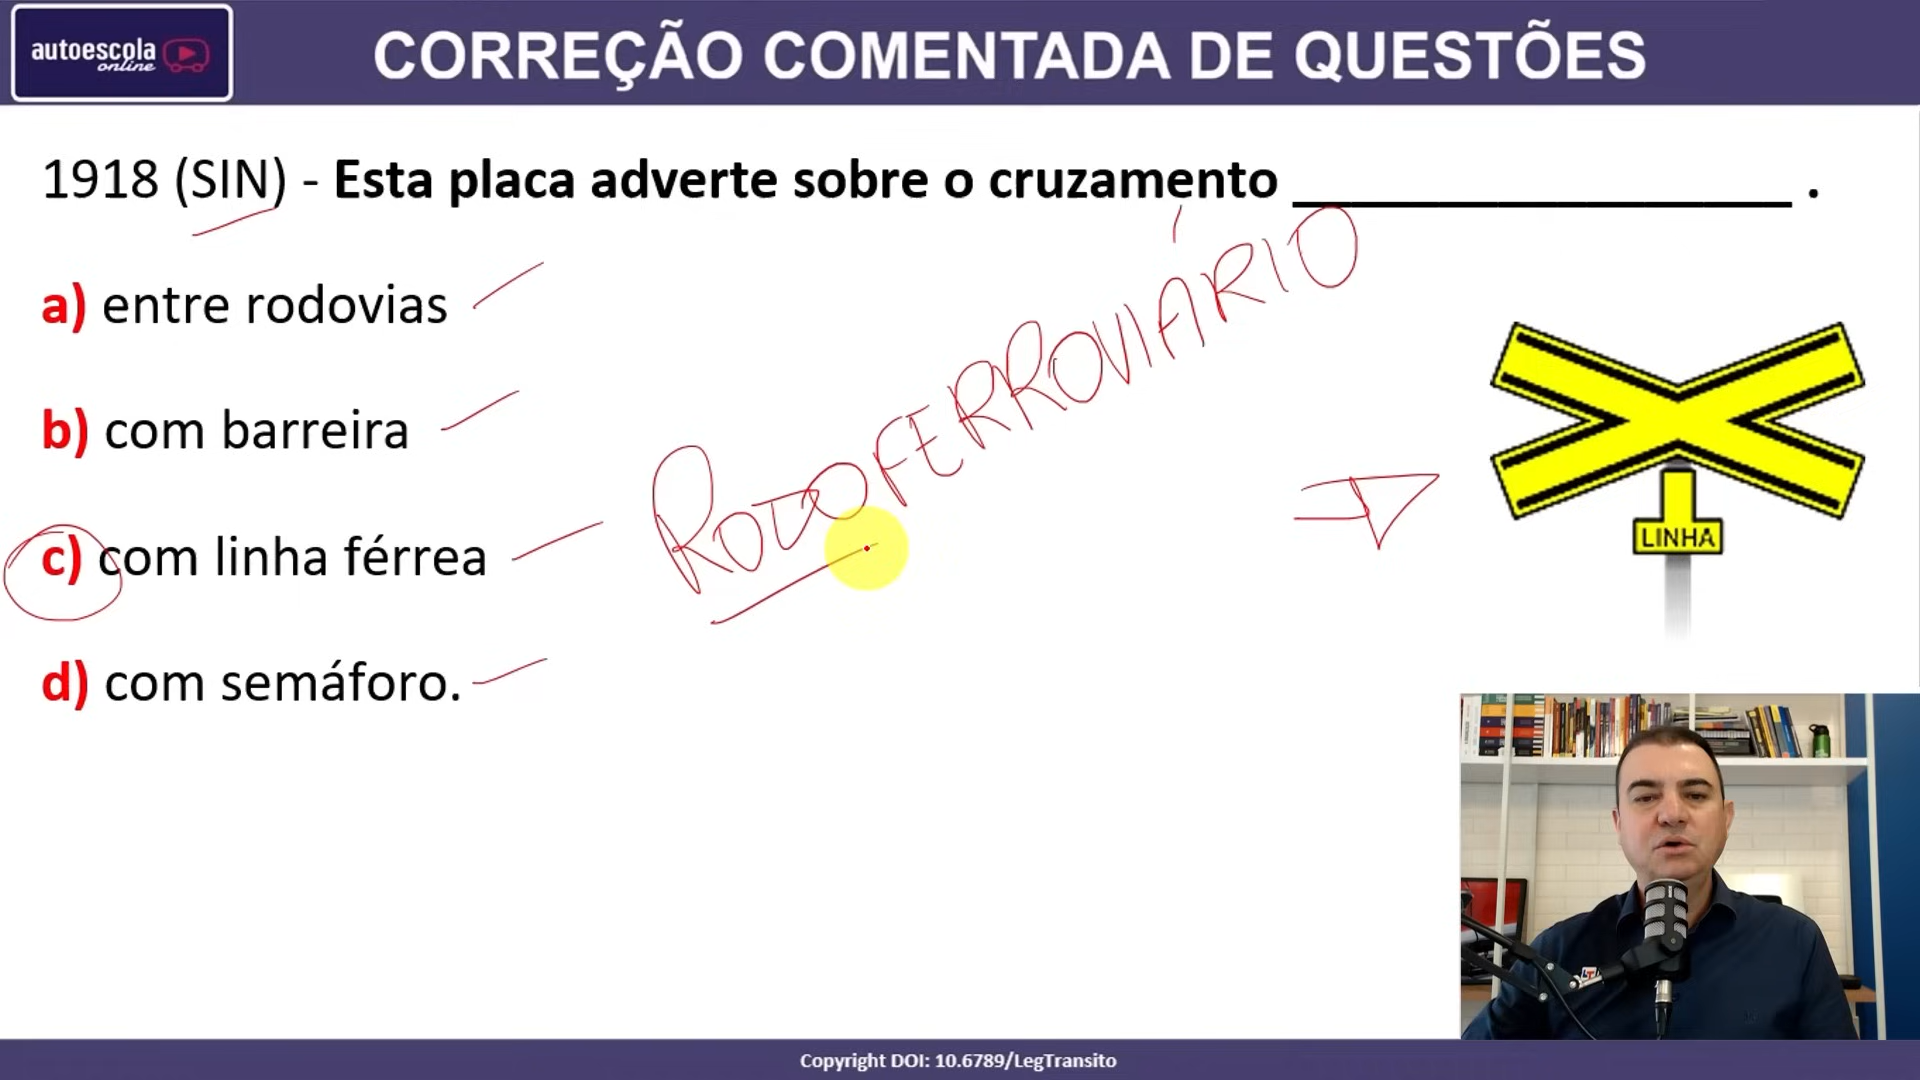 autoescola
online
CORREÇÃO COMENTADA DE QUESTÕES
1918 (SIN) - Esta placa adverte sobre o cruzamento _________________ .
a) entre rodovias
b) com barreira
c) com linha férrea
d) com semáforo.
RODOFERROVIÁRIO
LINHA
Copyright DOI: 10.6789/LegTransito